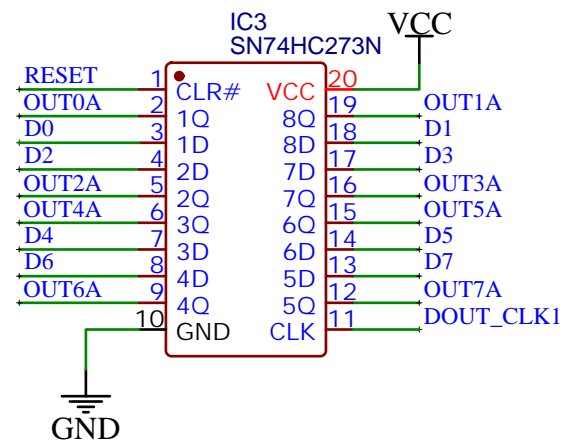 IC3
VCC
SN74HC273N
RESET 1 CLR# VCC 20
OUT0A 2 1Q 8Q 19 OUT1A
D0 3 1D 8D 18 D1
D2 4 2D 7D 17 D3
OUT2A 5 2Q 7Q 16 OUT3A
OUT4A 6 3Q 6Q 15 OUT5A
D4 7 3D 6D 14 D5
D6 8 4D 5D 13 D7
OUT6A 9 4Q 5Q 12 OUT7A
10 GND CLK 11 DOUT_CLK1
GND